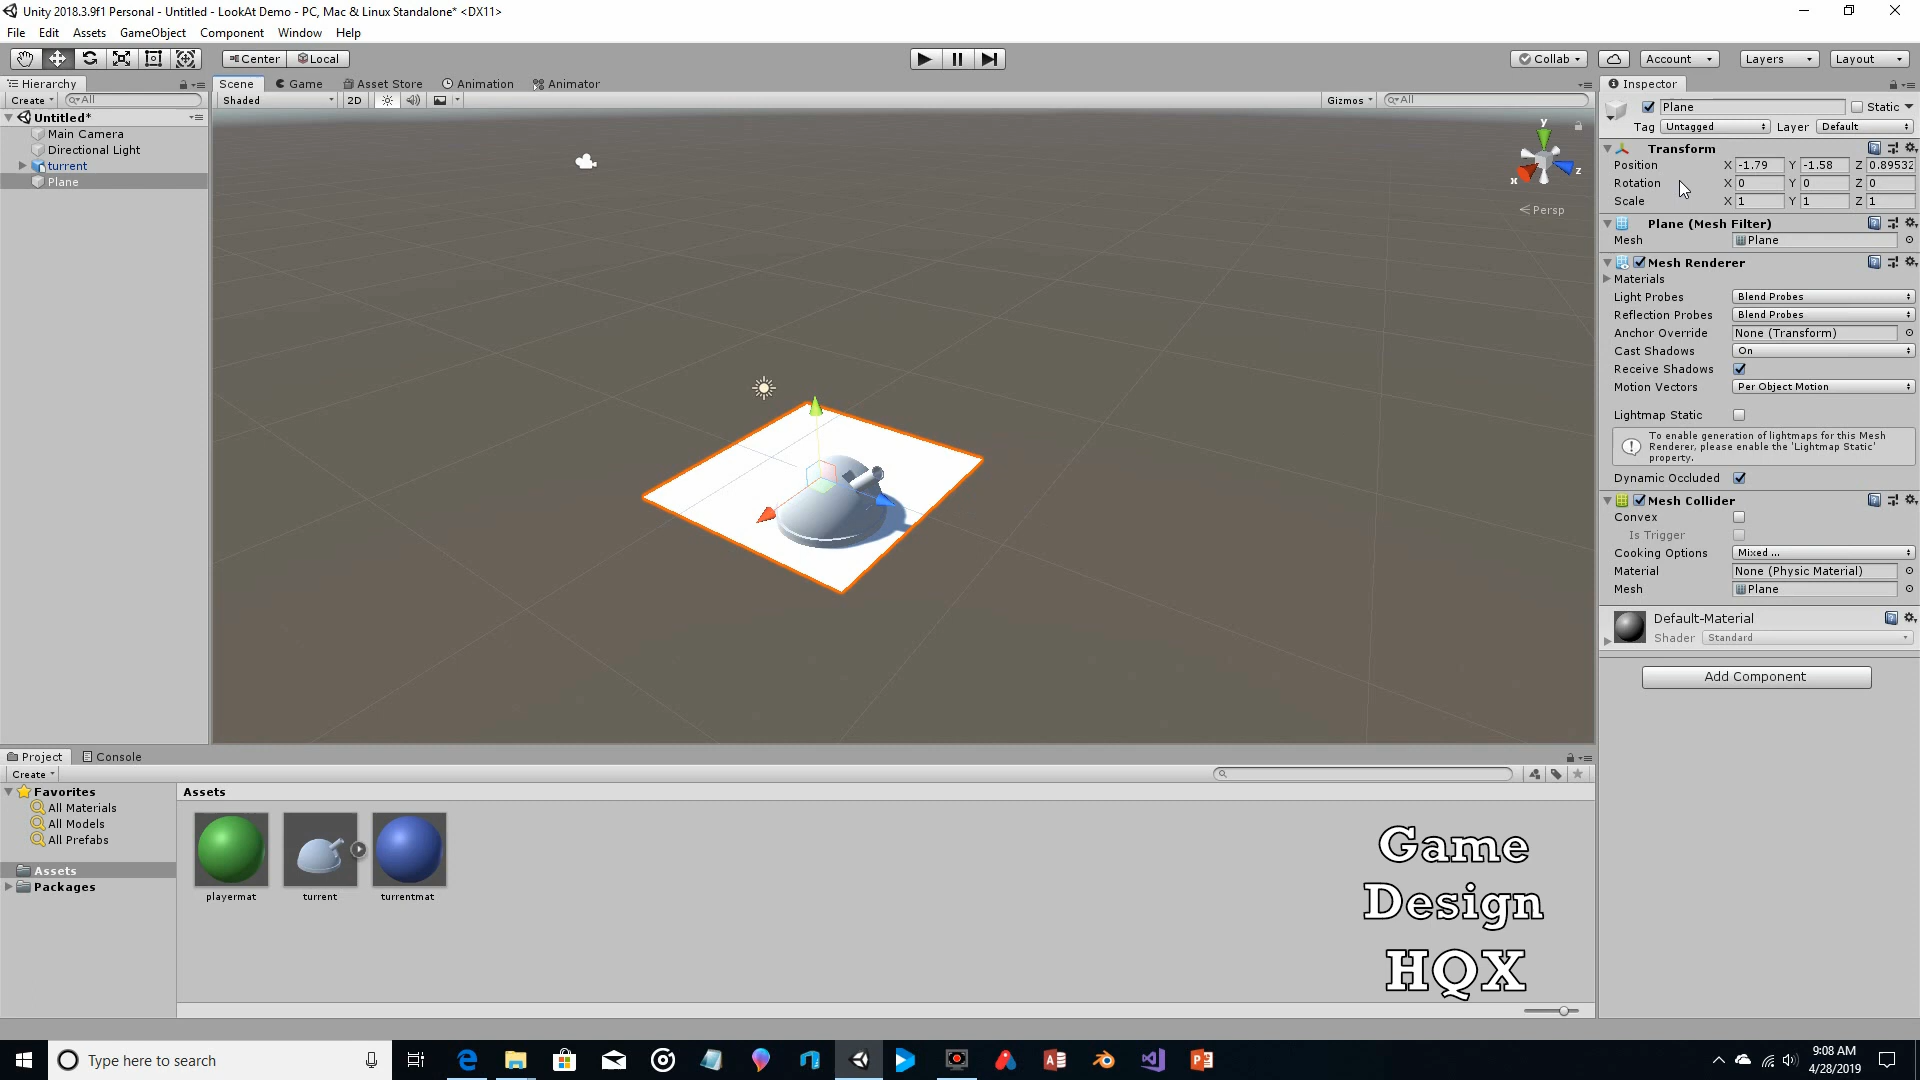 Unity 2018.3.9f1 Personal - Untitled - LookAt Demo - PC, Mac & Linux Standalone* <DX11>
File Edit Assets GameObject Component Window Help
Center Local Collab Account Layers Layout
Hierarchy
Create All
Untitled*
Main Camera
Directional Light
turrent
Plane
Scene Game Asset Store Animation Animator
Shaded 2D Gizmos All
y
x
z
Persp
Inspector
Plane Static
Tag Untagged Layer Default
Transform
Position X -1.79 Y -1.58 Z 0.89532
Rotation X 0 Y 0 Z 0
Scale X 1 Y 1 Z 1
Plane (Mesh Filter)
Mesh Plane
Mesh Renderer
Materials
Light Probes Blend Probes
Reflection Probes Blend Probes
Anchor Override None (Transform)
Cast Shadows On
Receive Shadows
Motion Vectors Per Object Motion
Lightmap Static
To enable generation of lightmaps for this Mesh
Renderer, please enable the 'Lightmap Static'
property.
Dynamic Occluded
Mesh Collider
Convex
Is Trigger
Cooking Options Mixed ...
Material None (Physic Material)
Mesh Plane
Default-Material
Shader Standard
Add Component
Project Console
Create
Favorites
All Materials
All Models
All Prefabs
Assets
Packages
Assets
playermat
turrent
turrentmat
Game
Design
HQX
Type here to search
9:08 AM
4/28/2019